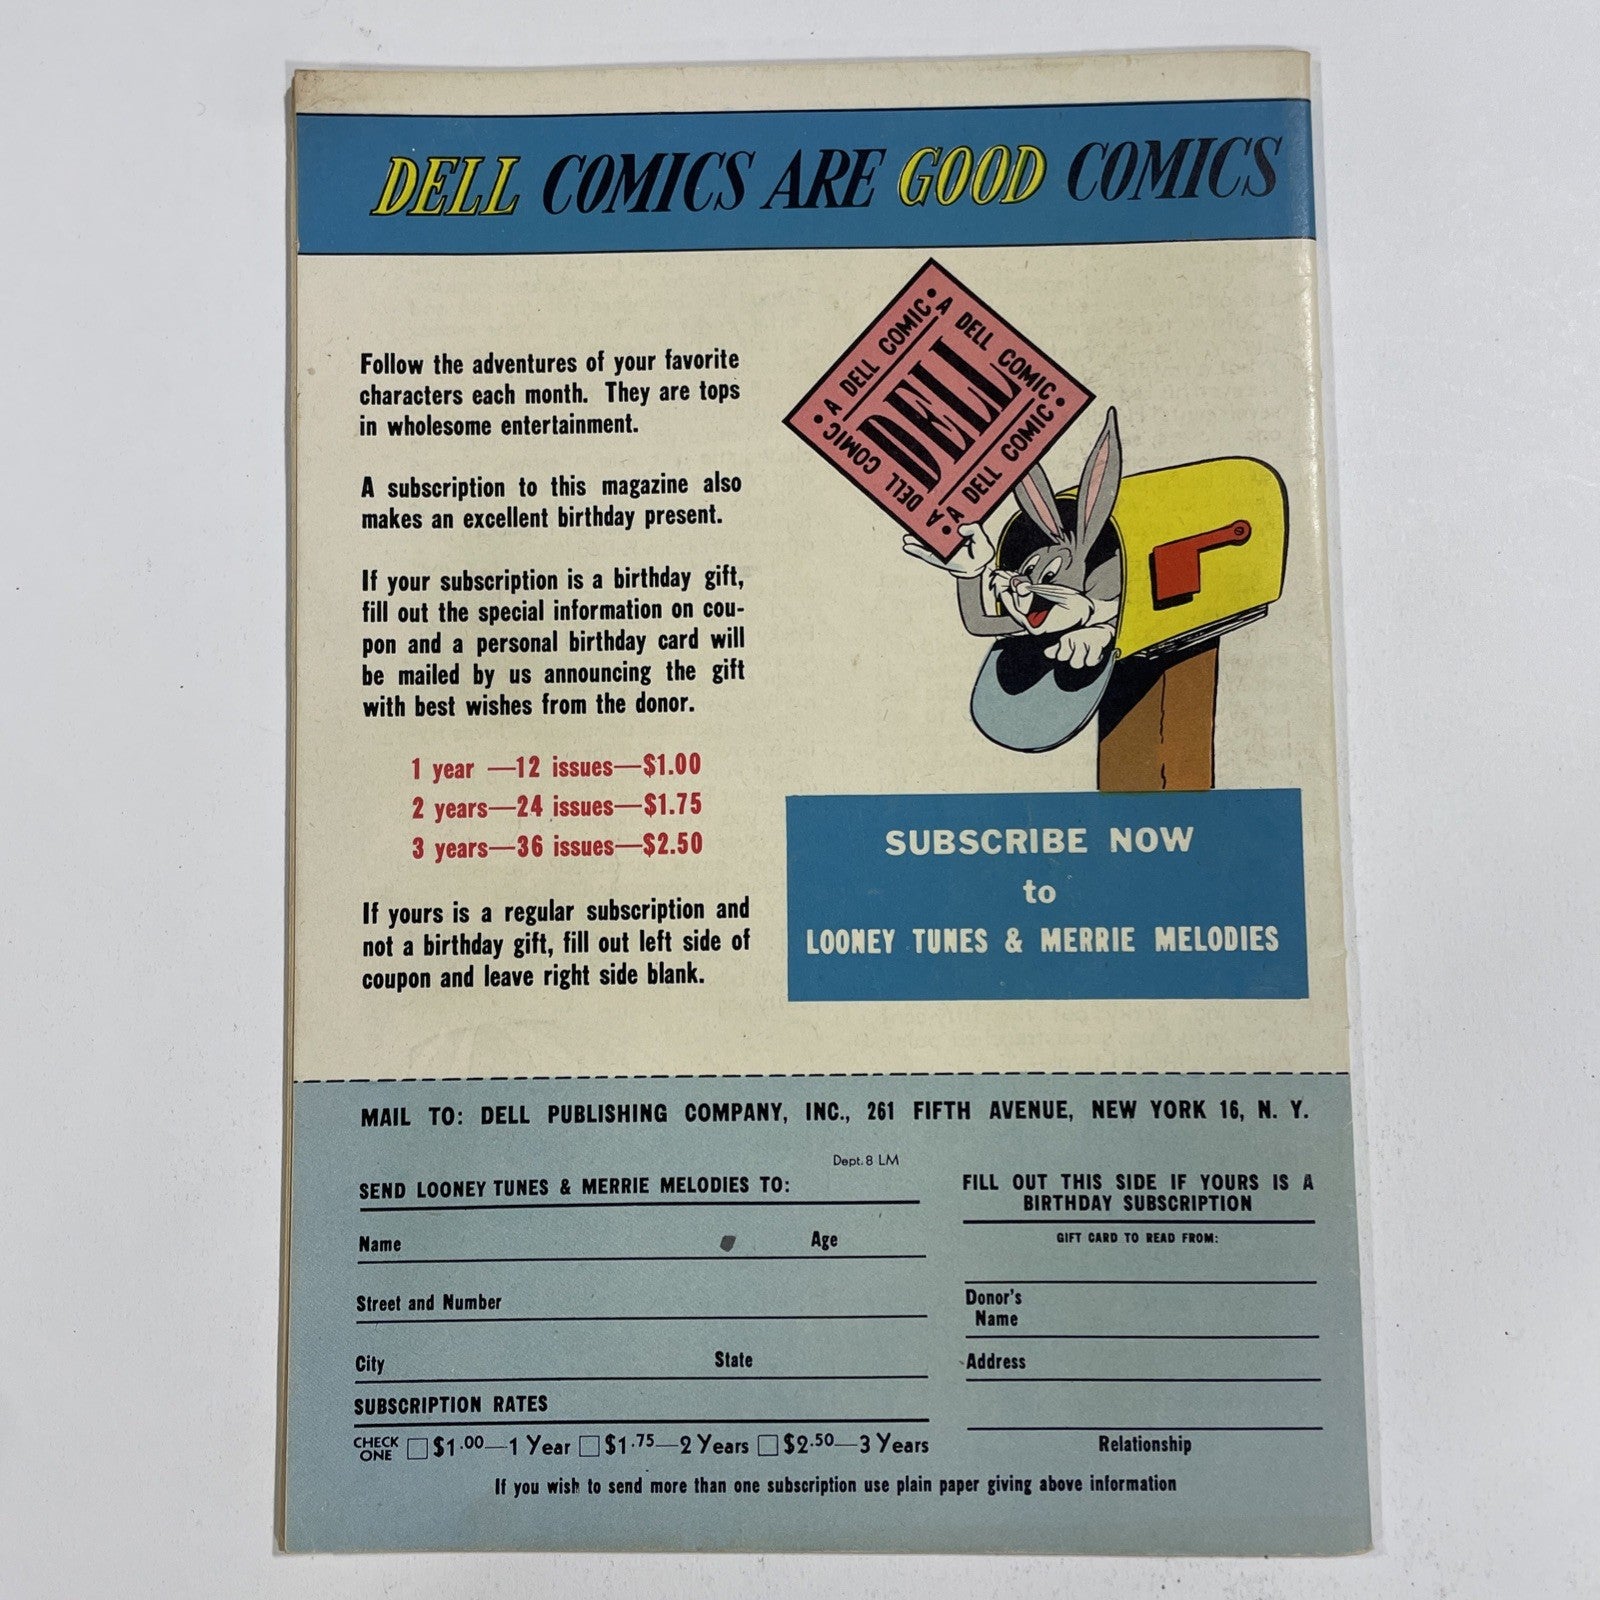 DELL COMICS ARE GOOD COMICS
Follow the adventures of your favorite
characters each month. They are tops
in wholesome entertainment.
A subscription to this magazine also
makes an excellent birthday present.
If your subscription is a birthday gift,
fill out the special information on cou-
pon and a personal birthday card will
be mailed by us announcing the gift
with best wishes from the donor.
1 year —12 issues—$1.00
2 years—24 issues—$1.75
3 years—36 issues—$2.50
If yours is a regular subscription and
not a birthday gift, fill out left side of
coupon and leave right side blank.
• A DELL COMIC •
A DELL COMIC
DELL
• A DELL COMIC •
A DELL COMIC
SUBSCRIBE NOW
to
LOONEY TUNES & MERRIE MELODIES
MAIL TO: DELL PUBLISHING COMPANY, INC., 261 FIFTH AVENUE, NEW YORK 16, N. Y.
Dept. 8 LM
SEND LOONEY TUNES & MERRIE MELODIES TO:
Name Age
Street and Number
City State
SUBSCRIPTION RATES
CHECK ONE $1.00—1 Year $1.75—2 Years $2.50—3 Years
FILL OUT THIS SIDE IF YOURS IS A
BIRTHDAY SUBSCRIPTION
GIFT CARD TO READ FROM:
Donor's
Name
Address
Relationship
If you wish to send more than one subscription use plain paper giving above information